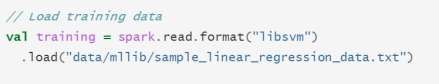 // Load training data
val training = spark.read.format("libsvm")
  .load("data/mllib/sample_linear_regression_data.txt")